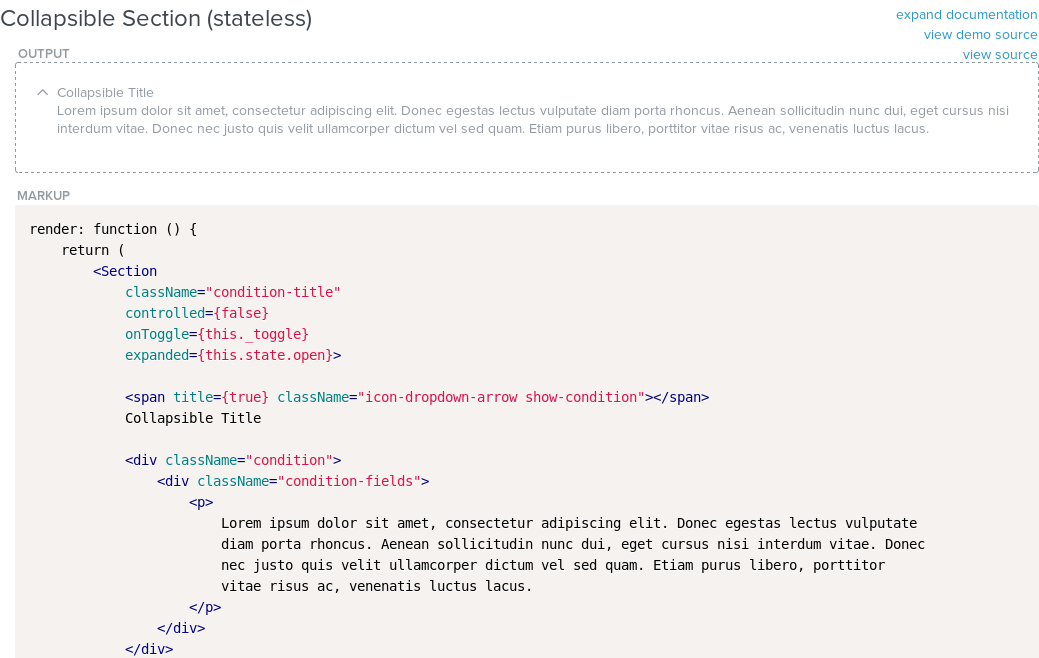 Collapsible Section (stateless)
expand documentation
view demo source
view source
OUTPUT
Collapsible Title
Lorem ipsum dolor sit amet, consectetur adipiscing elit. Donec egestas lectus vulputate diam porta rhoncus. Aenean sollicitudin nunc dui, eget cursus nisi
interdum vitae. Donec nec justo quis velit ullamcorper dictum vel sed quam. Etiam purus libero, porttitor vitae risus ac, venenatis luctus lacus.
MARKUP
render: function () {
    return (
        <Section
            className="condition-title"
            controlled={false}
            onToggle={this._toggle}
            expanded={this.state.open}>
            <span title={true} className="icon-dropdown-arrow show-condition"></span>
            Collapsible Title
            <div className="condition">
                <div className="condition-fields">
                    <p>
                        Lorem ipsum dolor sit amet, consectetur adipiscing elit. Donec egestas lectus vulputate
                        diam porta rhoncus. Aenean sollicitudin nunc dui, eget cursus nisi interdum vitae. Donec
                        nec justo quis velit ullamcorper dictum vel sed quam. Etiam purus libero, porttitor
                        vitae risus ac, venenatis luctus lacus.
                    </p>
                </div>
            </div>